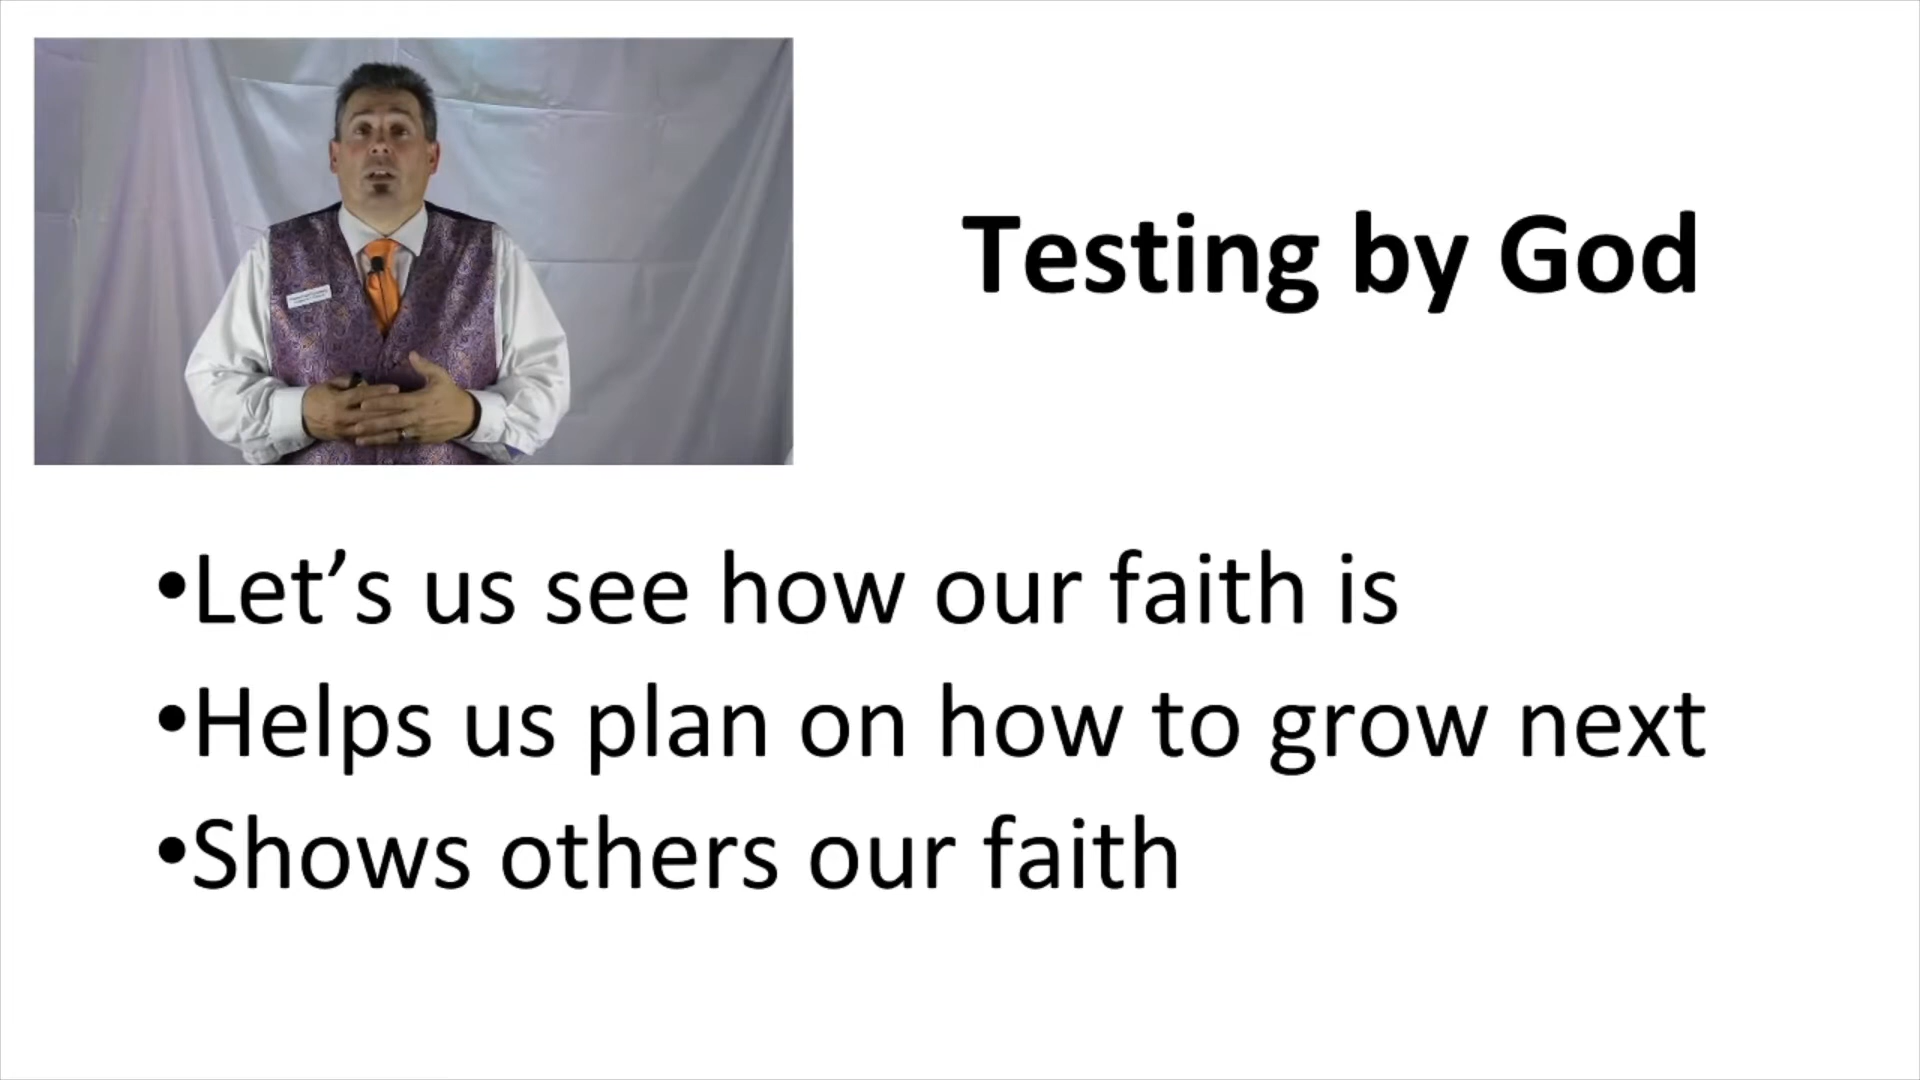 Testing by God
•Let’s us see how our faith is
•Helps us plan on how to grow next
•Shows others our faith